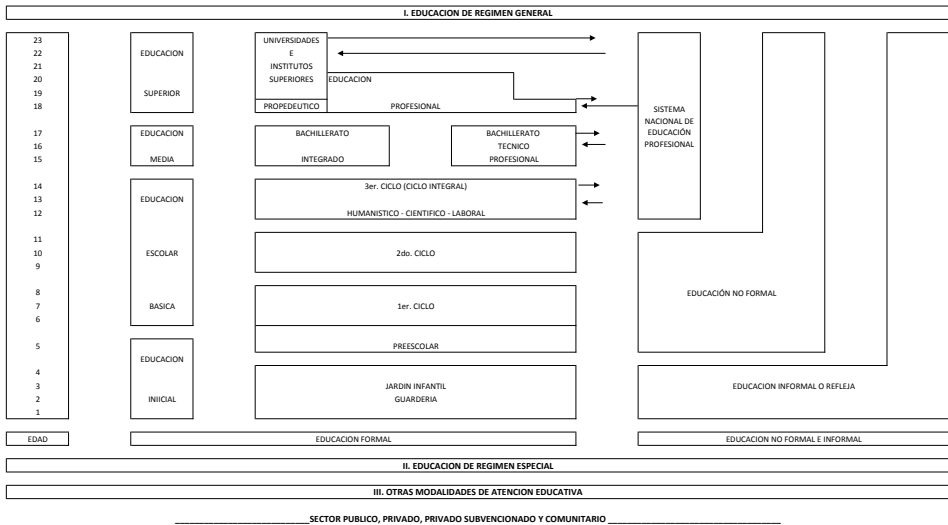 I. EDUCACION DE REGIMEN GENERAL
23 UNIVERSIDADES
22 EDUCACION E
21 INSTITUTOS
20 SUPERIORES EDUCACION
19 SUPERIOR
18 PROPEDEUTICO PROFESIONAL SISTEMA
NACIONAL DE
17 EDUCACION BACHILLERATO BACHILLERATO EDUCACIÓN
16 TECNICO PROFESIONAL
15 MEDIA INTEGRADO PROFESIONAL
14 3er. CICLO (CICLO INTEGRAL)
13 EDUCACION
12 HUMANISTICO - CIENTIFICO - LABORAL
11
10 ESCOLAR 2do. CICLO
9
8 EDUCACIÓN NO FORMAL
7 BASICA 1er. CICLO
6
5 PREESCOLAR
EDUCACION
4
3 JARDIN INFANTIL EDUCACION INFORMAL O REFLEJA
2 INIICIAL GUARDERIA
1
EDAD EDUCACION FORMAL EDUCACION NO FORMAL E INFORMAL
II. EDUCACION DE REGIMEN ESPECIAL
III. OTRAS MODALIDADES DE ATENCION EDUCATIVA
SECTOR PUBLICO, PRIVADO, PRIVADO SUBVENCIONADO Y COMUNITARIO